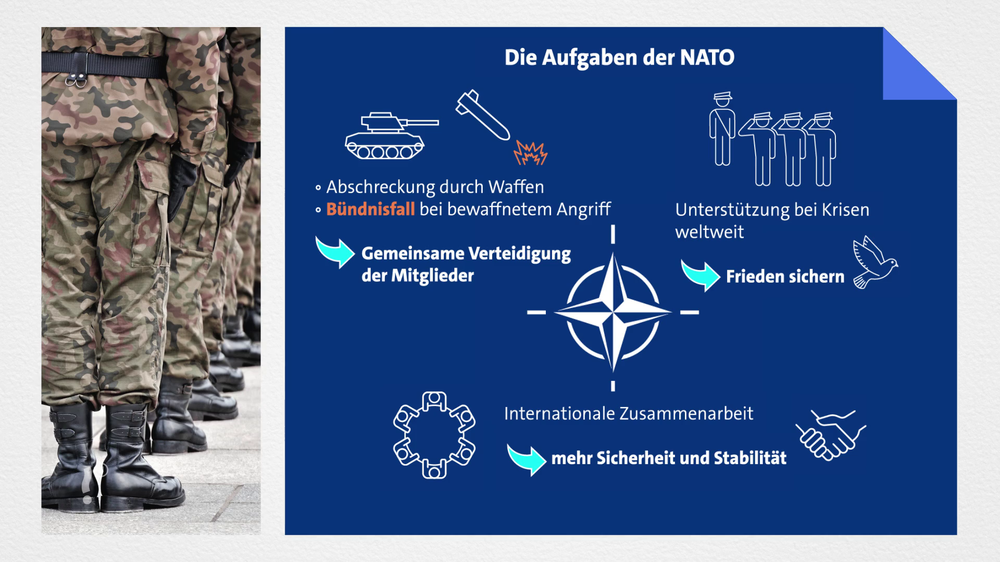 Die Aufgaben der NATO
◦ Abschreckung durch Waffen
◦ Bündnisfall bei bewaffnetem Angriff
Gemeinsame Verteidigung
der Mitglieder
Unterstützung bei Krisen
weltweit
Frieden sichern
Internationale Zusammenarbeit
mehr Sicherheit und Stabilität